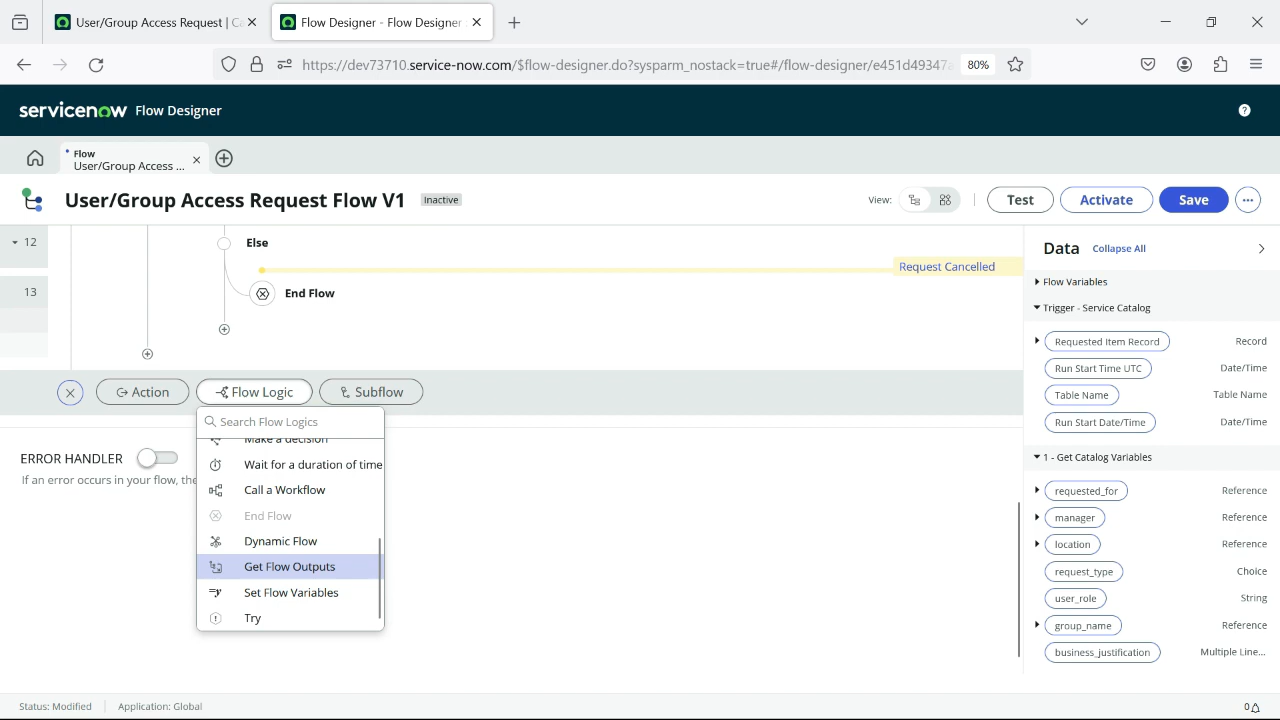 User/Group Access Request | Ca
Flow Designer - Flow Designer
https://dev73710.service-now.com/$flow-designer.do?sysparm_nostack=true#/flow-designer/e451d49347a
80%
servicenow Flow Designer
Flow
User/Group Access ...
User/Group Access Request Flow V1
Inactive
View:
Test
Activate
Save
12
Else
Request Cancelled
13
End Flow
Action
Flow Logic
Subflow
Search Flow Logics
Make a decision
Wait for a duration of time
Call a Workflow
End Flow
Dynamic Flow
Get Flow Outputs
Set Flow Variables
Try
ERROR HANDLER
If an error occurs in your flow, the
Data
Collapse All
Flow Variables
Trigger - Service Catalog
Requested Item Record Record
Run Start Time UTC Date/Time
Table Name Table Name
Run Start Date/Time Date/Time
1 - Get Catalog Variables
requested_for Reference
manager Reference
location Reference
request_type Choice
user_role String
group_name Reference
business_justification Multiple Line...
Status: Modified
Application: Global
0